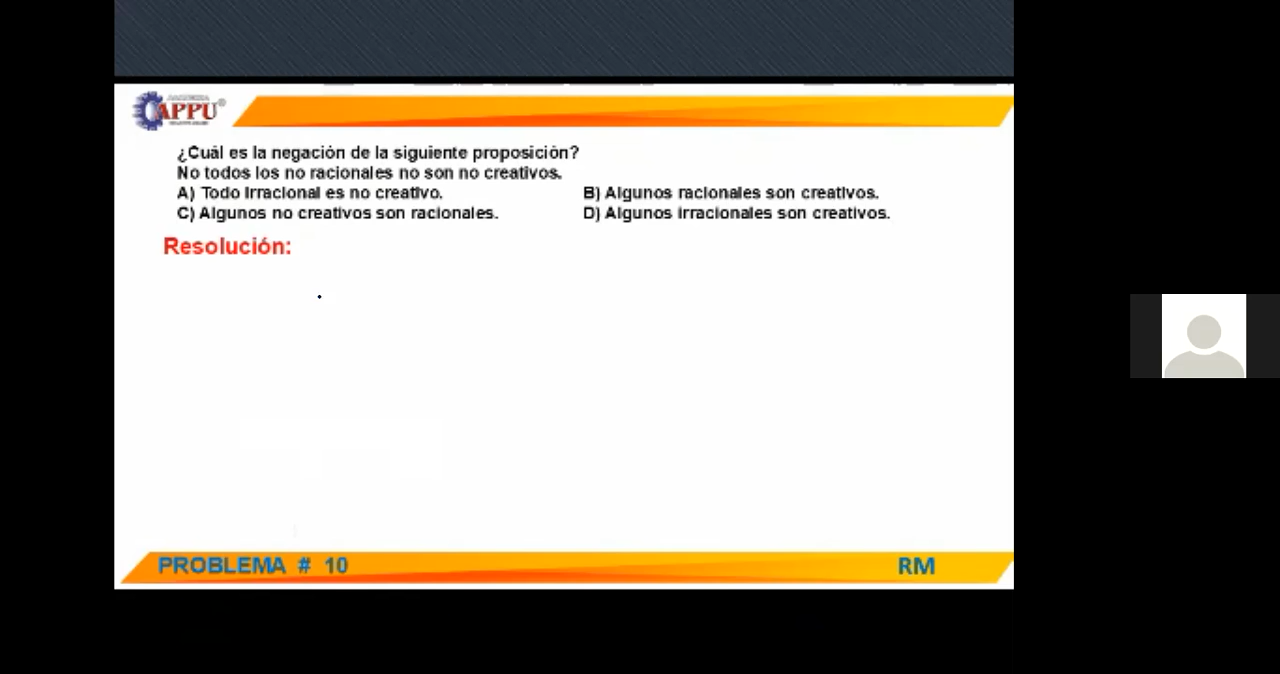 APPU®
¿Cuál es la negación de la siguiente proposición?
No todos los no racionales no son no creativos.
A) Todo irracional es no creativo.
B) Algunos racionales son creativos.
C) Algunos no creativos son racionales.
D) Algunos irracionales son creativos.
Resolución:
PROBLEMA # 10
RM